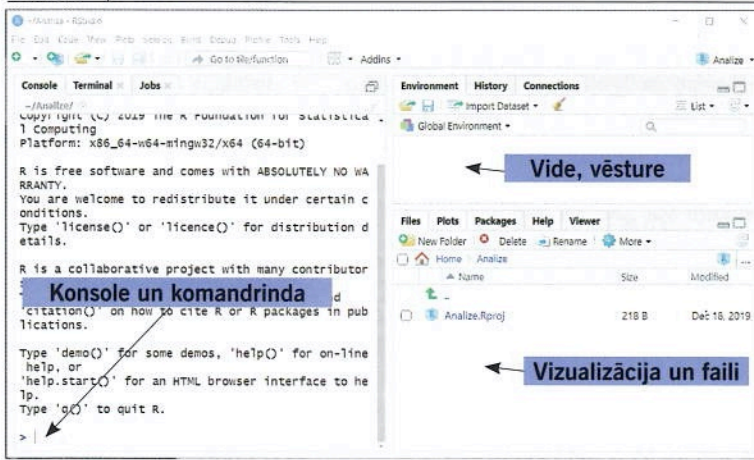 ~/Analize - RStudio
File Edit Code View Plots Session Build Debug Profile Tools Help
Go to file/function Addins Analize
Console Terminal Jobs
~/Analize/
Copyright (C) 2019 The R Foundation for Statistica
l Computing
Platform: x86_64-w64-mingw32/x64 (64-bit)
R is free software and comes with ABSOLUTELY NO WA
RRANTY.
You are welcome to redistribute it under certain c
onditions.
Type 'license()' or 'licence()' for distribution d
etails.
R is a collaborative project with many contributor
Konsole un komandrinda
'citation()' on how to cite R or R packages in pub
lications.
Type 'demo()' for some demos, 'help()' for on-line
help, or
'help.start()' for an HTML browser interface to he
lp.
Type 'q()' to quit R.
>
Environment History Connections
Import Dataset List
Global Environment
Vide, vēsture
Files Plots Packages Help Viewer
New Folder Delete Rename More
Home Analize
Name Size Modified
..
Analize.Rproj 218 B Dec 18, 2019
Vizualizācija un faili